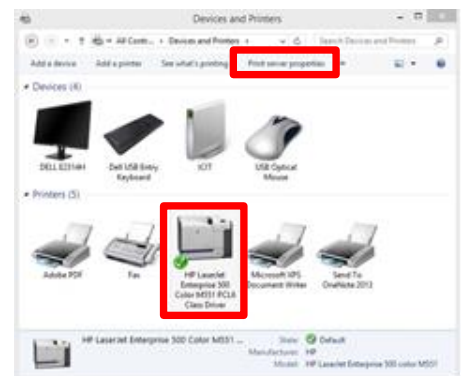 Devices and Printers
All Cont... Devices and Printers
Search Devices and Printers
Add a device Add a printer See what's printing Print server properties »
Devices (4)
DELL U2314H
Dell USB Entry
Keyboard
USB Optical
Mouse
Printers (5)
Adobe PDF
Fax
HP LaserJet
Enterprise 500
Color M551 PCL6
Class Driver
Microsoft XPS
Document Writer
Send To
OneNote 2013
HP LaserJet Enterprise 500 Color M551 ...
State: Default
Manufacturer: HP
Model: HP LaserJet Enterprise 500 color M551